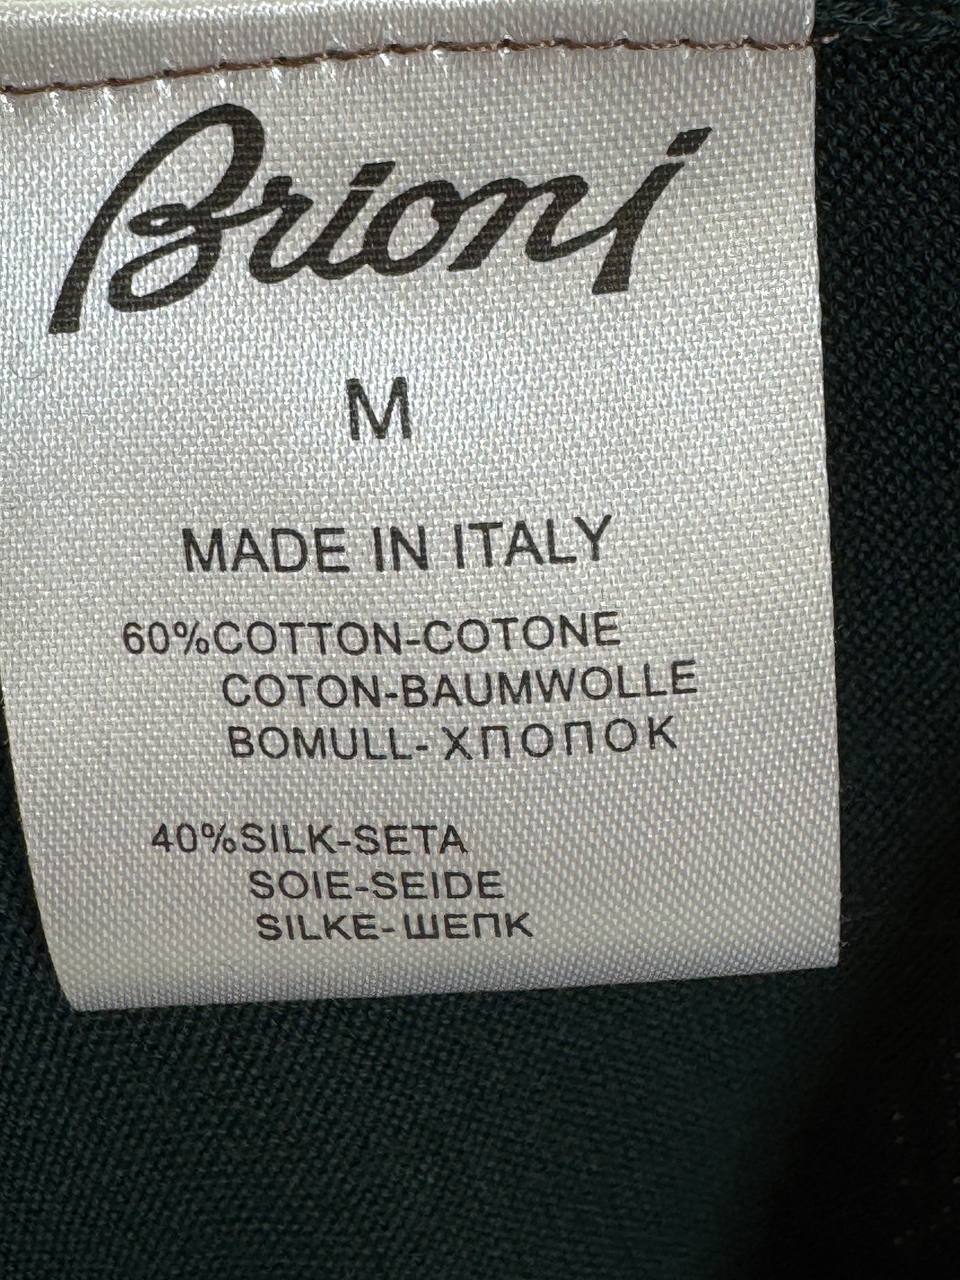 Brioni
M
MADE IN ITALY
60%COTTON-COTONE
COTON-BAUMWOLLE
BOMULL-ХПОПОК
40%SILK-SETA
SOIE-SEIDE
SILKE-ШЕПК